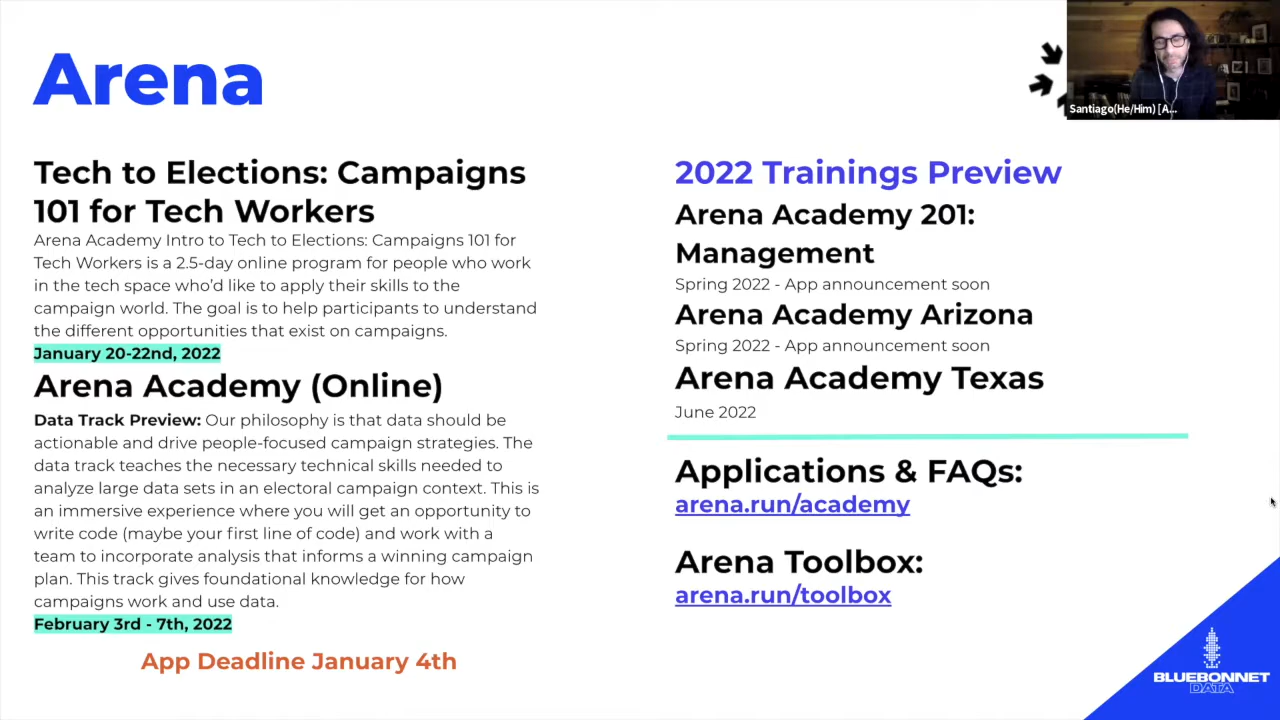 Arena
Santiago(He/Him) [A...
Tech to Elections: Campaigns
101 for Tech Workers
Arena Academy Intro to Tech to Elections: Campaigns 101 for
Tech Workers is a 2.5-day online program for people who work
in the tech space who’d like to apply their skills to the
campaign world. The goal is to help participants to understand
the different opportunities that exist on campaigns.
January 20-22nd, 2022
Arena Academy (Online)
Data Track Preview: Our philosophy is that data should be
actionable and drive people-focused campaign strategies. The
data track teaches the necessary technical skills needed to
analyze large data sets in an electoral campaign context. This is
an immersive experience where you will get an opportunity to
write code (maybe your first line of code) and work with a
team to incorporate analysis that informs a winning campaign
plan. This track gives foundational knowledge for how
campaigns work and use data.
February 3rd - 7th, 2022
App Deadline January 4th
2022 Trainings Preview
Arena Academy 201:
Management
Spring 2022 - App announcement soon
Arena Academy Arizona
Spring 2022 - App announcement soon
Arena Academy Texas
June 2022
Applications & FAQs:
arena.run/academy
Arena Toolbox:
arena.run/toolbox
BLUEBONNET
DATA